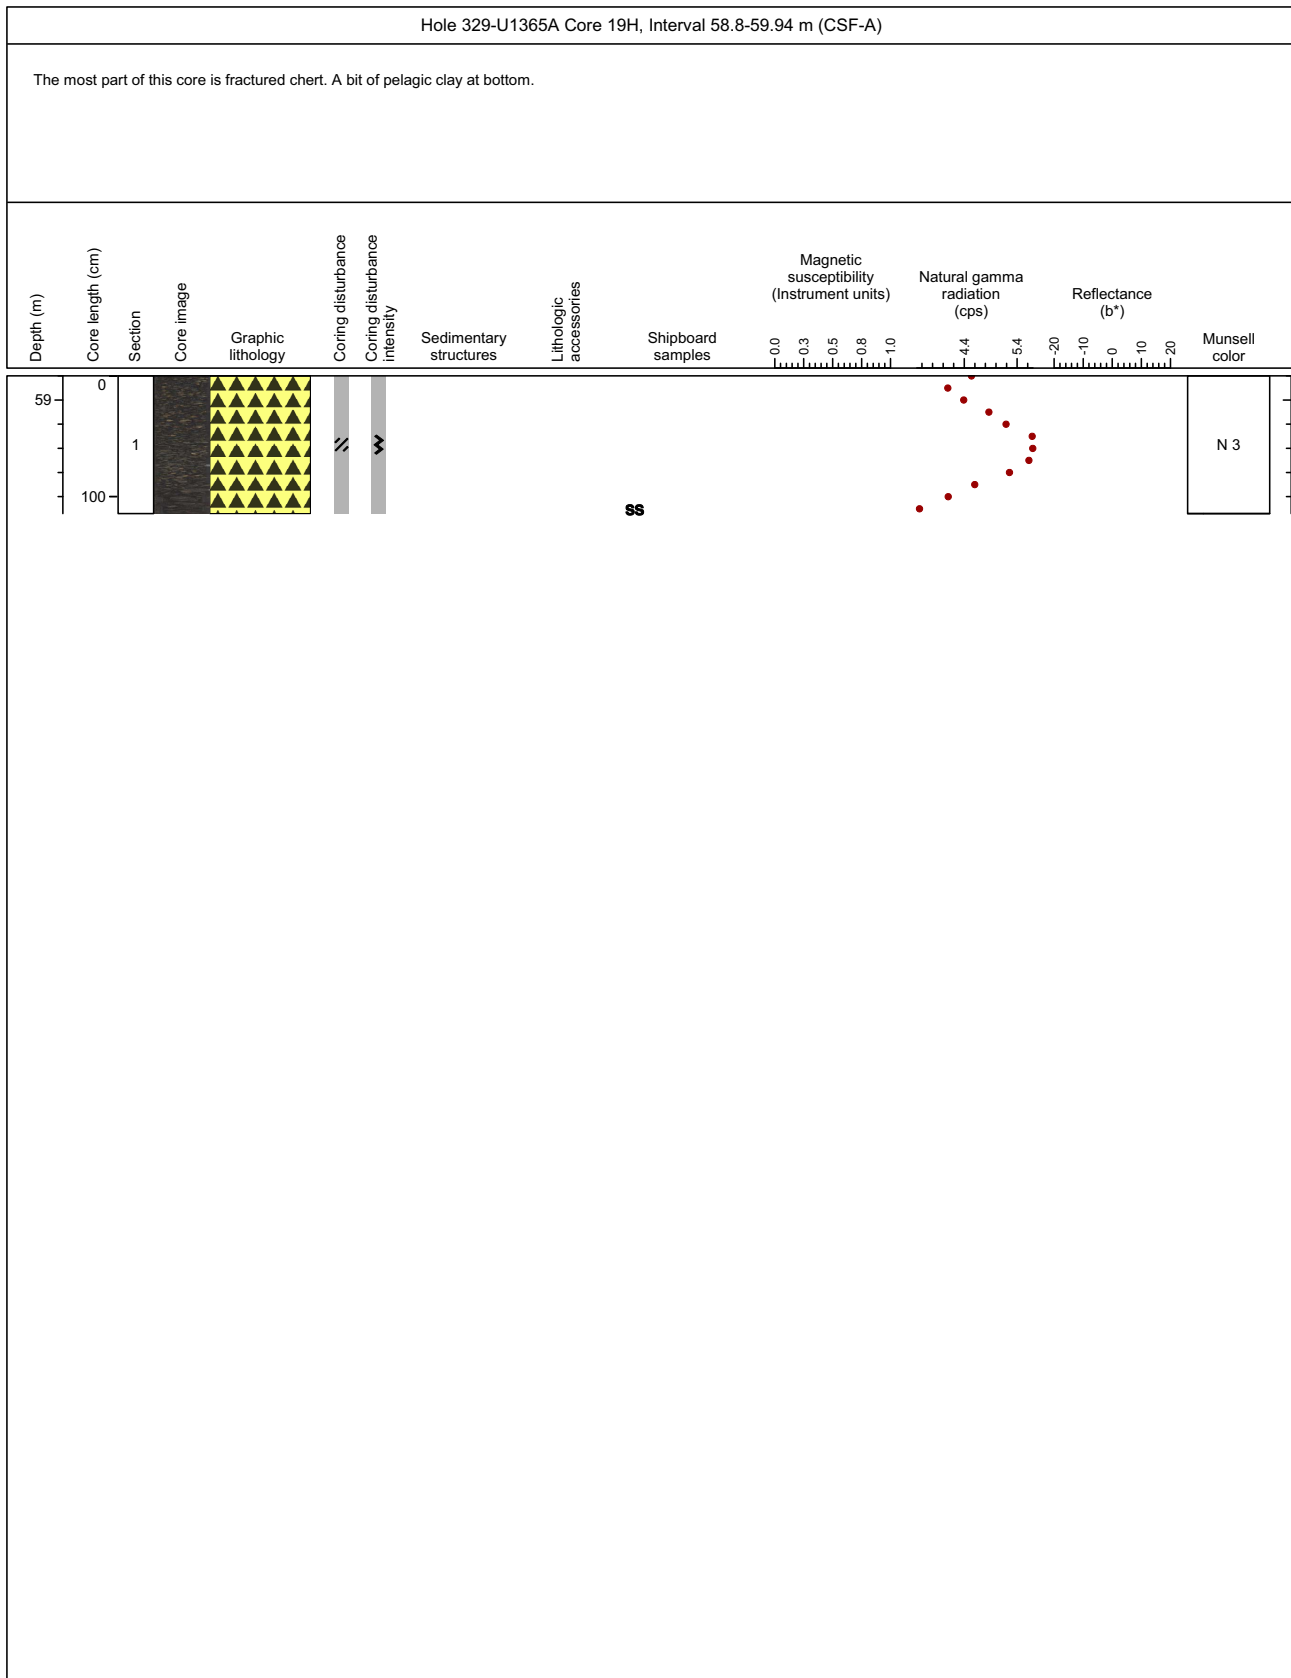 Hole 329-U1365A Core 19H, Interval 58.8-59.94 m (CSF-A)
The most part of this core is fractured chert. A bit of pelagic clay at bottom.
Depth (m)
Core length (cm)
Section
Core image
Graphic
lithology
Coring disturbance
Coring disturbance
intensity
Sedimentary
structures
Lithologic
accessories
Shipboard
samples
Magnetic
susceptibility
(Instrument units)
0.0 0.3 0.5 0.8 1.0
Natural gamma
radiation
(cps)
4.4 5.4
Reflectance
(b*)
-20 -10 0 10 20
Munsell
color
59
0
100
1
SS
N 3